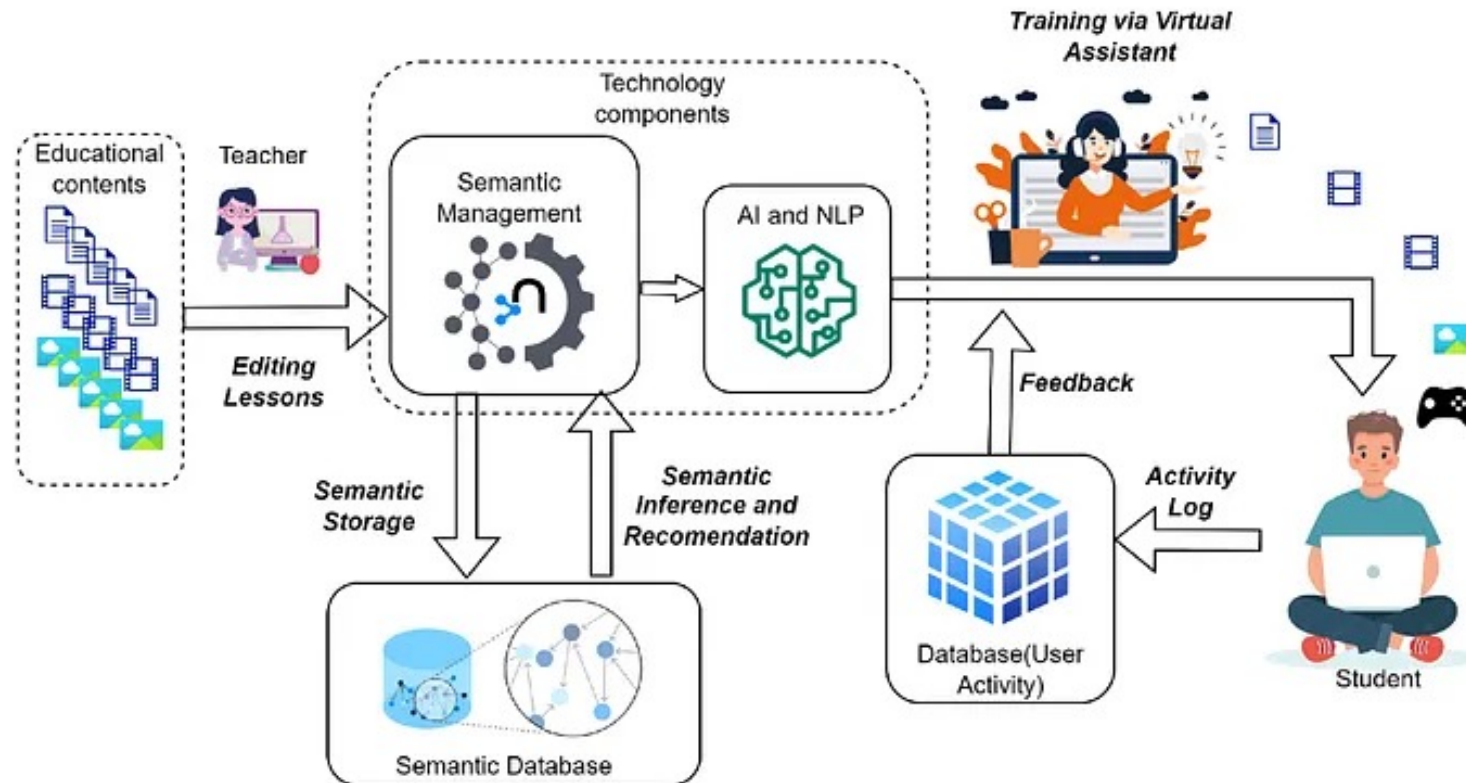 Training via Virtual
Assistant
Technology
components
Educational
contents
Teacher
Semantic
Management
AI and NLP
Editing
Lessons
Feedback
Semantic
Storage
Semantic
Inference and
Recomendation
Activity
Log
Database(User
Activity)
Student
Semantic Database